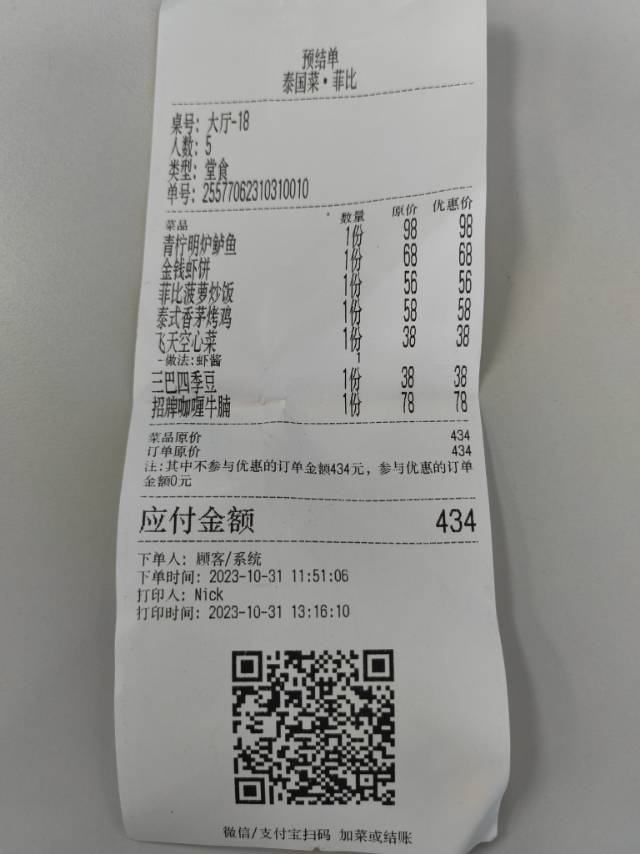 预结单
泰国菜·菲比
桌号: 大厅-18
人数: 5
类型: 堂食
单号: 25577062310310010
菜品 数量 原价 优惠价
青柠明炉鲈鱼 1份 98 98
金钱虾饼 1份 68 68
菲比菠萝炒饭 1份 56 56
泰式香茅烤鸡 1份 58 58
飞天空心菜 1份 38 38
-做法:虾酱 1
三巴四季豆 1份 38 38
招牌咖喱牛腩 1份 78 78
菜品原价 434
订单原价 434
注:其中不参与优惠的订单金额434元, 参与优惠的订单
金额0元
应付金额 434
下单人: 顾客/系统
下单时间: 2023-10-31 11:51:06
打印人: Nick
打印时间: 2023-10-31 13:16:10
微信/支付宝扫码 加菜或结账